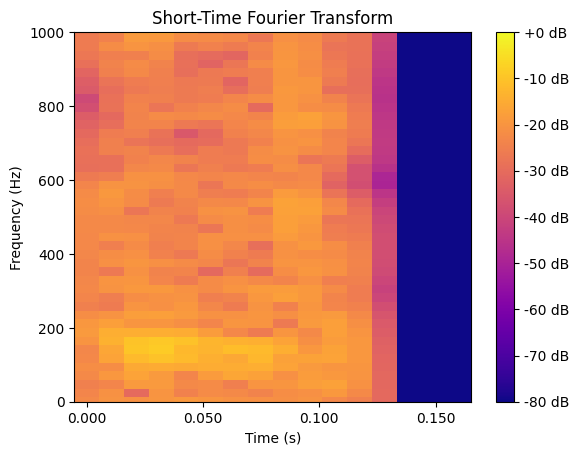 Short-Time Fourier Transform
1000
800
600
400
200
0
Frequency (Hz)
0.000
0.050
0.100
0.150
Time (s)
+0 dB
-10 dB
-20 dB
-30 dB
-40 dB
-50 dB
-60 dB
-70 dB
-80 dB